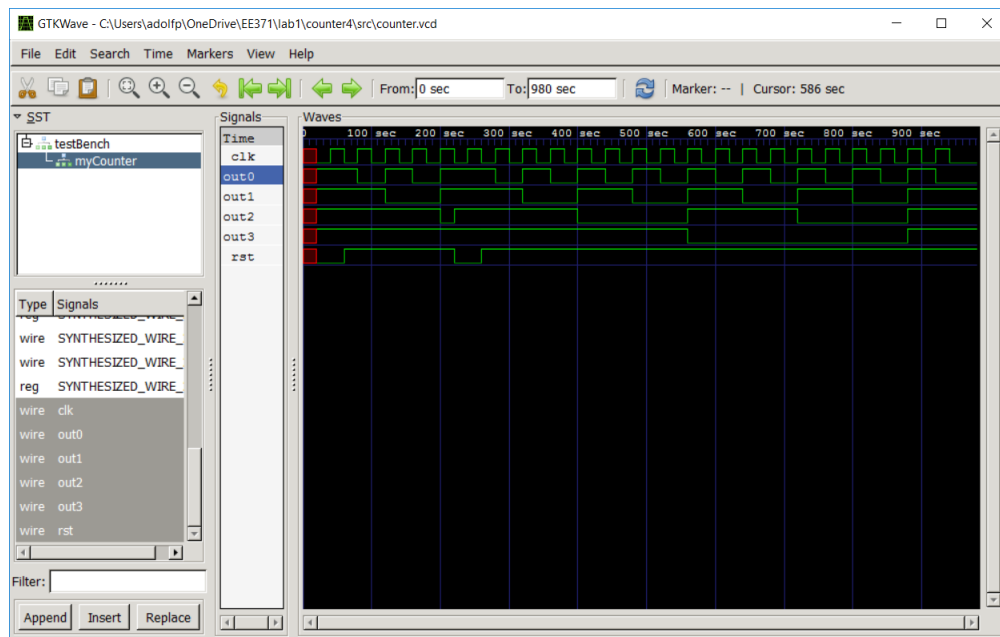 GTKWave - C:\Users\adolfp\OneDrive\EE371\lab1\counter4\src\counter.vcd
File Edit Search Time Markers View Help
From: 0 sec To: 980 sec Marker: -- | Cursor: 586 sec
SST
testBench
myCounter
Type Signals
wire SYNTHESIZED_WIRE_
wire SYNTHESIZED_WIRE_
reg SYNTHESIZED_WIRE_
wire clk
wire out0
wire out1
wire out2
wire out3
wire rst
Filter:
Append Insert Replace
Signals
Time
clk
out0
out1
out2
out3
rst
Waves
100 sec 200 sec 300 sec 400 sec 500 sec 600 sec 700 sec 800 sec 900 sec